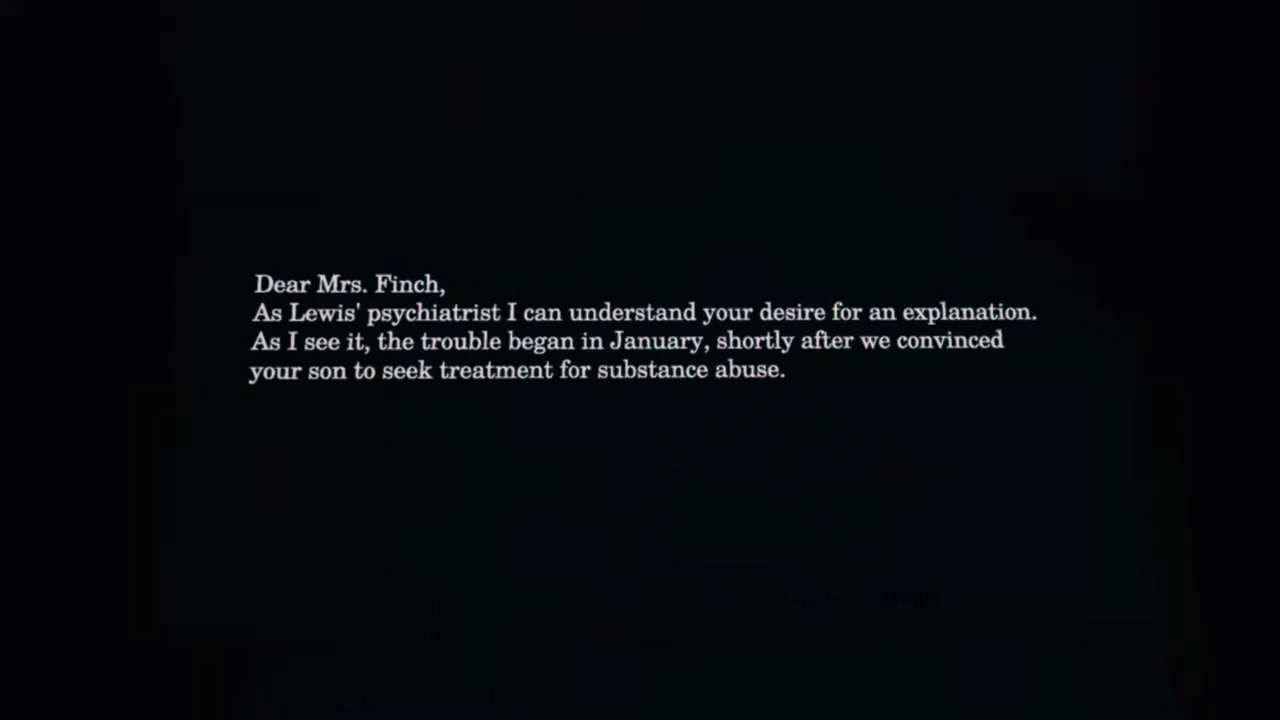 Dear Mrs. Finch,
As Lewis' psychiatrist I can understand your desire for an explanation.
As I see it, the trouble began in January, shortly after we convinced
your son to seek treatment for substance abuse.